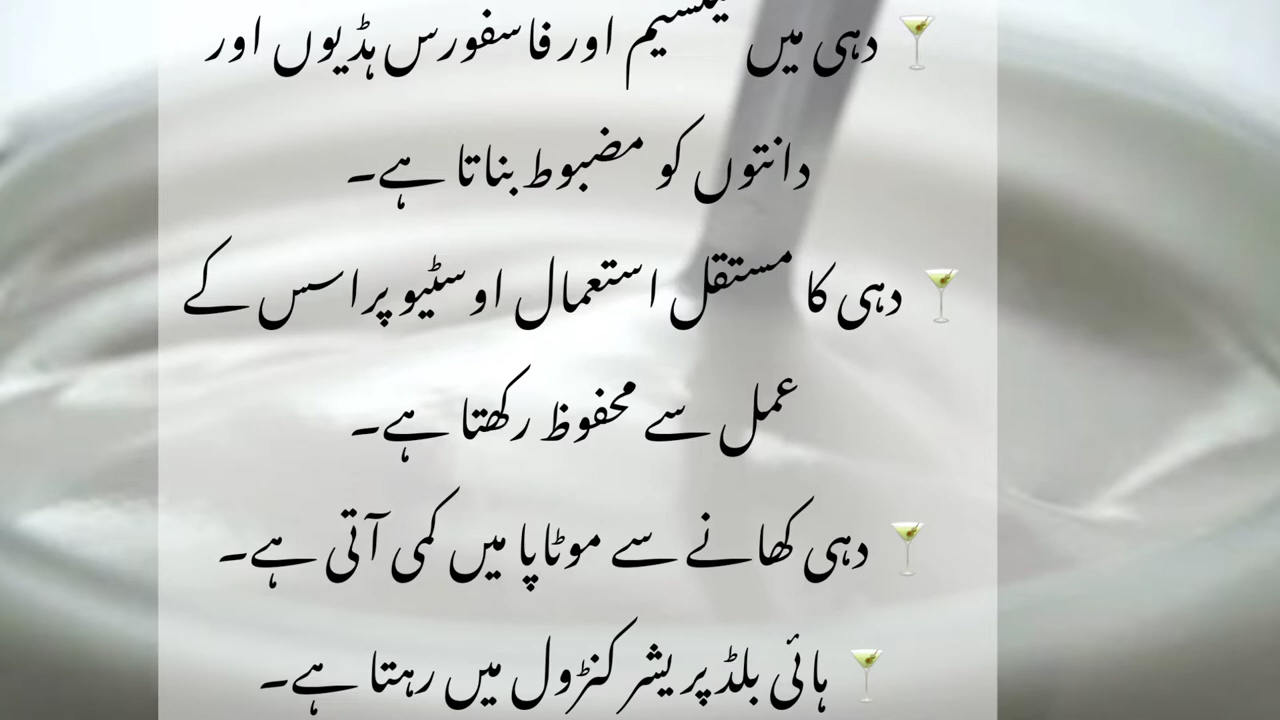 🍸 دہی میں کیلشیم اور فاسفورس ہڈیوں اور
دانتوں کو مضبوط بناتا ہے۔
🍸 دہی کا مستقل استعمال اوسٹیوپراسس کے
عمل سے محفوظ رکھتا ہے۔
🍸 دہی کھانے سے موٹاپا میں کمی آتی ہے۔
🍸 ہائی بلڈ پریشر کنڑول میں رہتا ہے۔